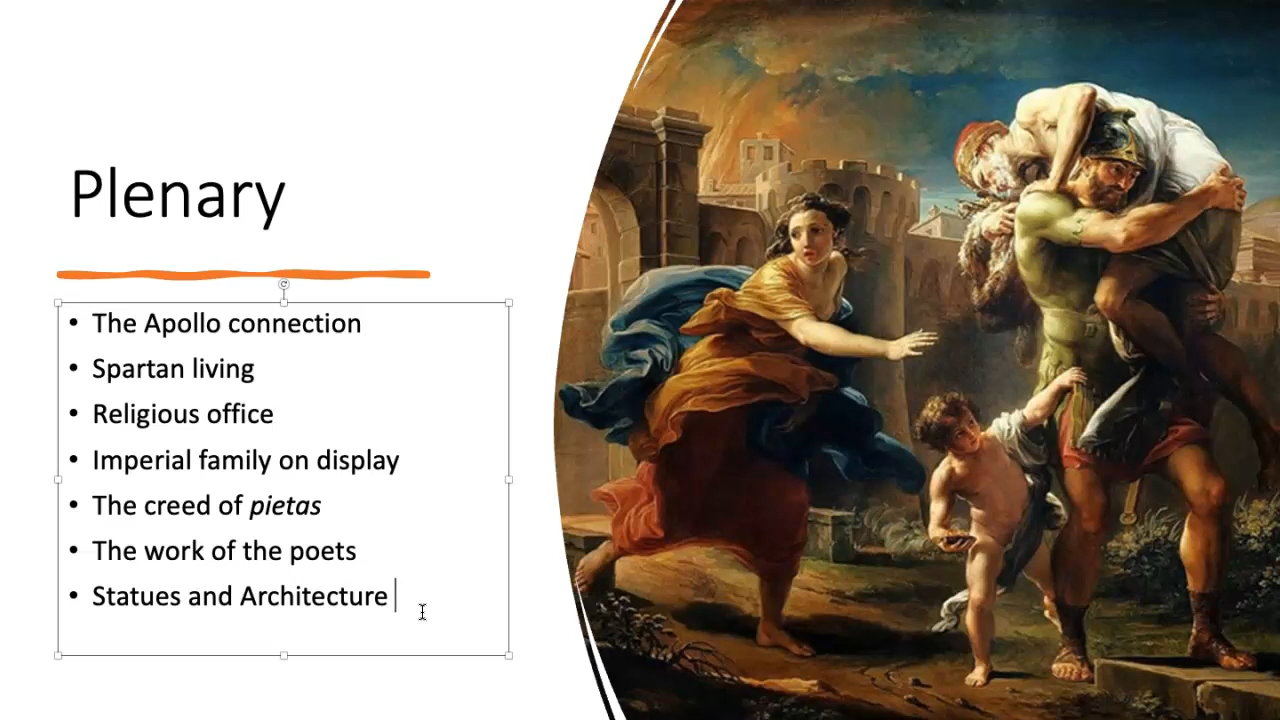 Plenary
• The Apollo connection
• Spartan living
• Religious office
• Imperial family on display
• The creed of pietas
• The work of the poets
• Statues and Architecture